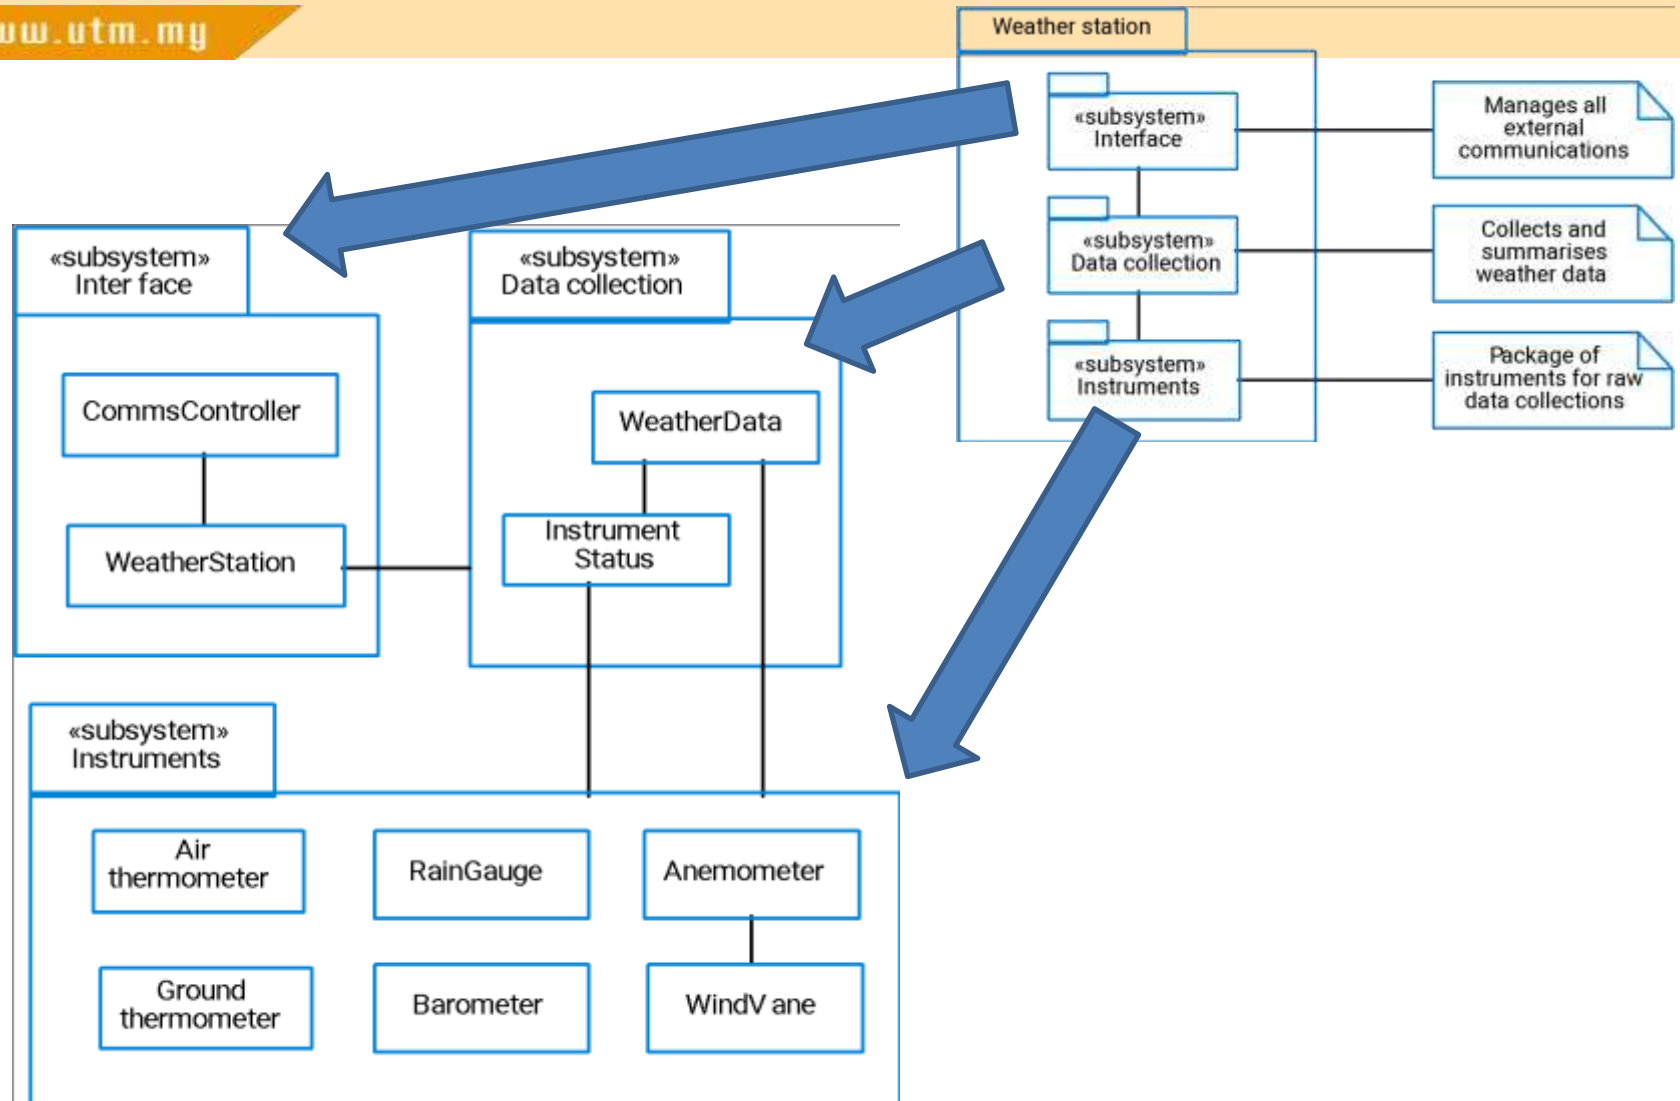 uw.utm.my
Weather station
«subsystem»
Interface
Manages all
external
communications
«subsystem»
Data collection
Collects and
summarises
weather data
«subsystem»
Instruments
Package of
instruments for raw
data collections
«subsystem»
Inter face
CommsController
WeatherStation
«subsystem»
Data collection
WeatherData
Instrument
Status
«subsystem»
Instruments
Air
thermometer
RainGauge
Anemometer
Ground
thermometer
Barometer
WindV ane